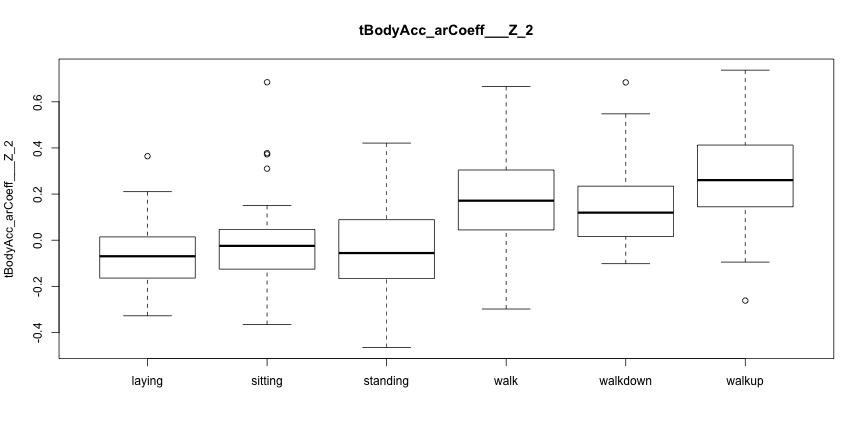 tBodyAcc_arCoeff___Z_2
tBodyAcc_arCoeff___Z_2
0.6
0.4
0.2
0.0
-0.2
-0.4
laying sitting standing walk walkdown walkup